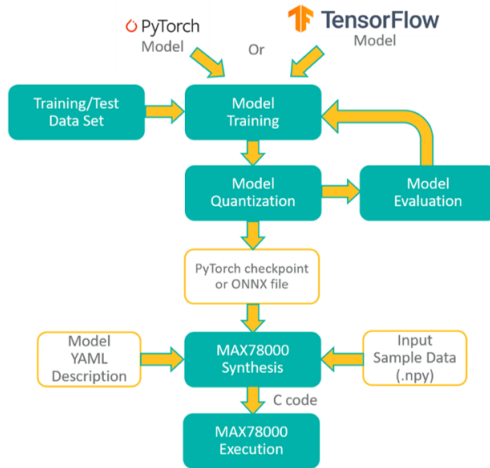 PyTorch
Model
Or
TensorFlow
Model
Training/Test
Data Set
Model
Training
Model
Quantization
Model
Evaluation
PyTorch checkpoint
or ONNX file
Model
YAML
Description
MAX78000
Synthesis
Input
Sample Data
(.npy)
C code
MAX78000
Execution